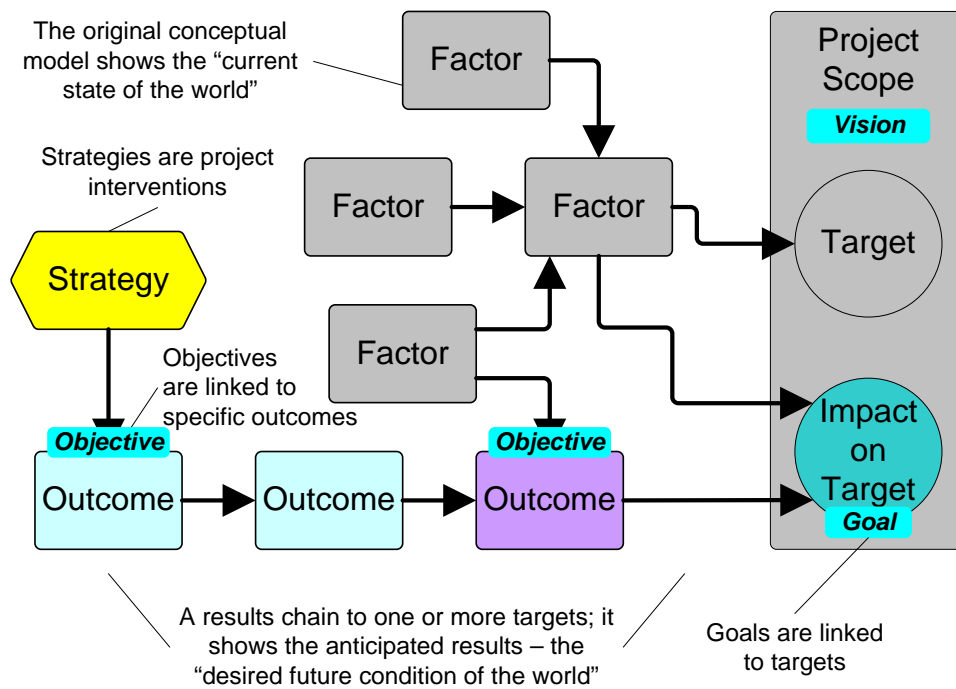 The original conceptual
model shows the “current
state of the world”
Factor
Project
Scope
Vision
Strategies are project
interventions
Factor
Factor
Target
Strategy
Factor
Objectives
are linked to
specific outcomes
Objective
Outcome
Outcome
Objective
Outcome
Impact
on
Target
Goal
A results chain to one or more targets; it
shows the anticipated results – the
“desired future condition of the world”
Goals are linked
to targets